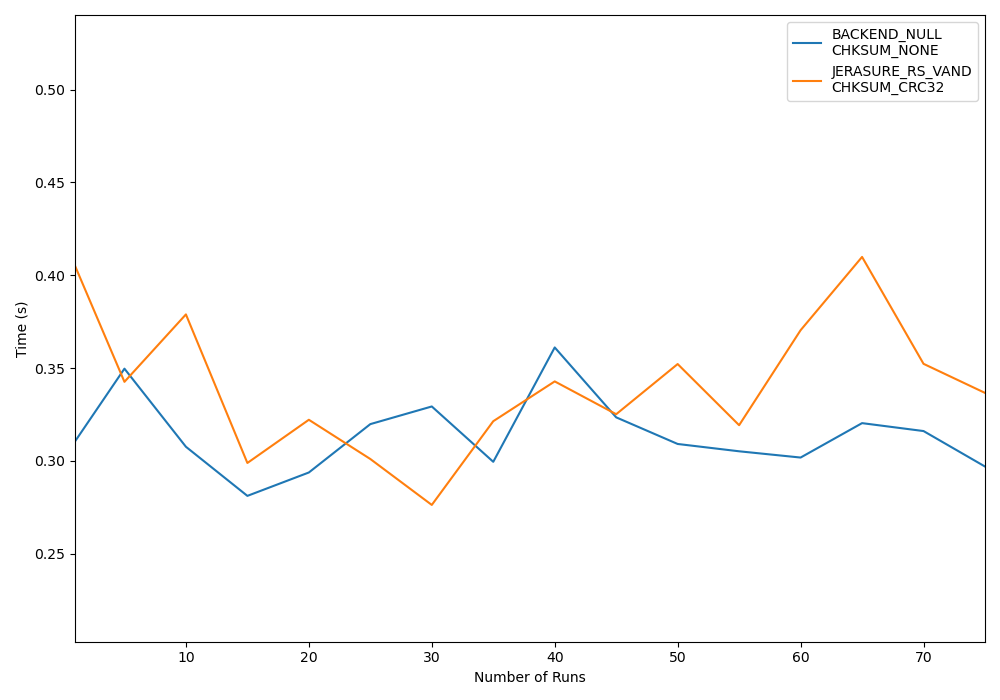 BACKEND_NULL
CHKSUM_NONE
JERASURE_RS_VAND
CHKSUM_CRC32
0.50
0.45
0.40
0.35
0.30
0.25
Time (s)
10 20 30 40 50 60 70
Number of Runs